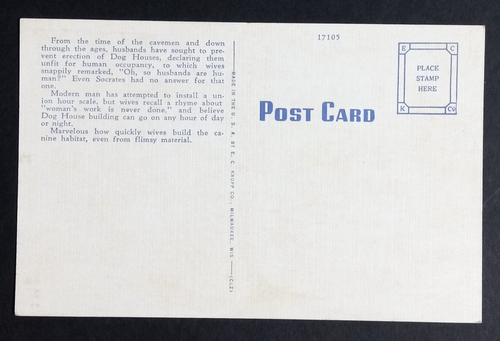 From the time of the cavemen and down
through the ages, husbands have sought to pre-
vent erection of Dog Houses, declaring them
unfit for human occupancy, to which wives
snappily remarked, "Oh, so husbands are hu-
man?" Even Socrates had no answer for that
one.
Modern man has attempted to install a un-
ion hour scale, but wives recall a rhyme about
"woman's work is never done," and believe
Dog House building can go on any hour of day
or night.
Marvelous how quickly wives build the ca-
nine habitat, even from flimsy material.
MADE IN THE U. S. A. BY E. C. KROPP CO., MILWAUKEE, WIS.
17105
POST CARD
E C
PLACE
STAMP
HERE
K Co